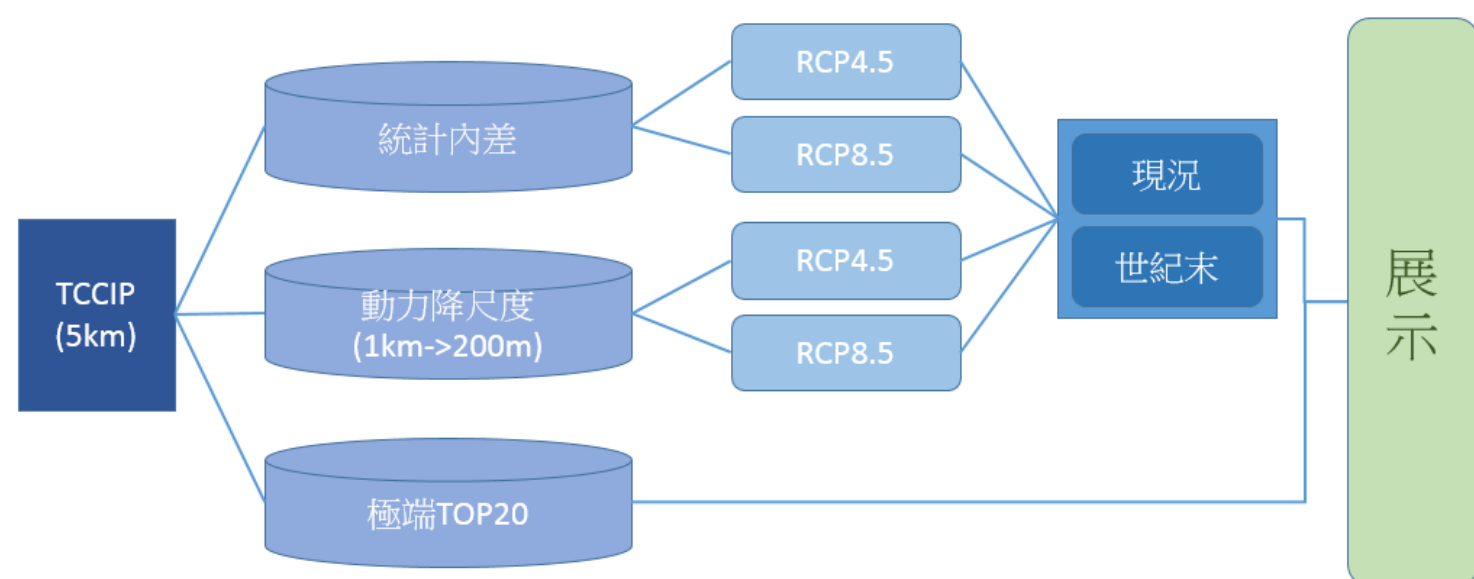 TCCIP
(5km)
統計內差
動力降尺度
(1km->200m)
極端TOP20
RCP4.5
RCP8.5
RCP4.5
RCP8.5
現況
世紀末
展
示